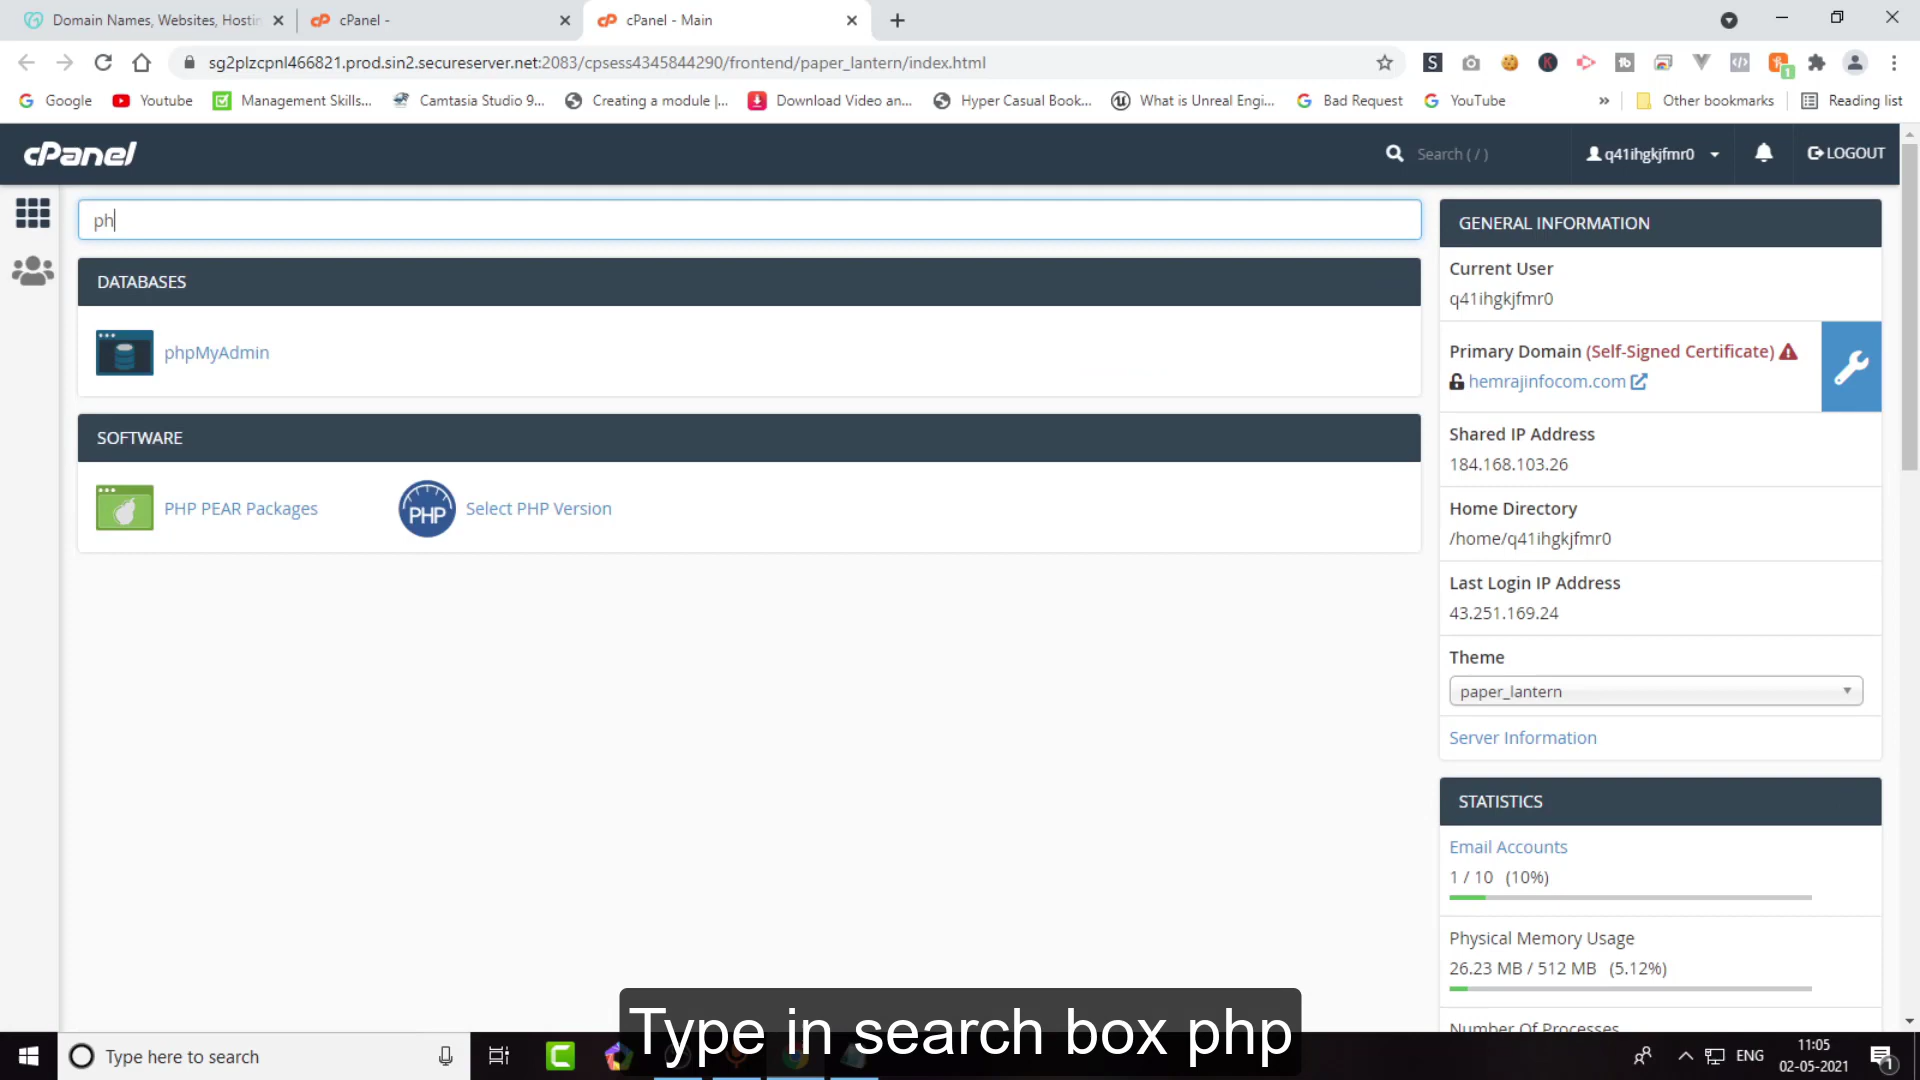 Domain Names, Websites, Hostin
cPanel -
cPanel - Main
sg2plzcpnl466821.prod.sin2.secureserver.net:2083/cpsess4345844290/frontend/paper_lantern/index.html
Google
Youtube
Management Skills...
Camtasia Studio 9...
Creating a module |...
Download Video an...
Hyper Casual Book...
What is Unreal Engi...
Bad Request
YouTube
»
Other bookmarks
Reading list
cPanel
Search ( / )
q41ihgkjfmr0
LOGOUT
ph
DATABASES
phpMyAdmin
SOFTWARE
PHP PEAR Packages
PHP
Select PHP Version
GENERAL INFORMATION
Current User
q41ihgkjfmr0
Primary Domain (Self-Signed Certificate)
hemrajinfocom.com
Shared IP Address
184.168.103.26
Home Directory
/home/q41ihgkjfmr0
Last Login IP Address
43.251.169.24
Theme
paper_lantern
Server Information
STATISTICS
Email Accounts
1 / 10 (10%)
Physical Memory Usage
26.23 MB / 512 MB (5.12%)
Number Of Processes
Type in search box php
Type here to search
ENG
11:05
02-05-2021
1